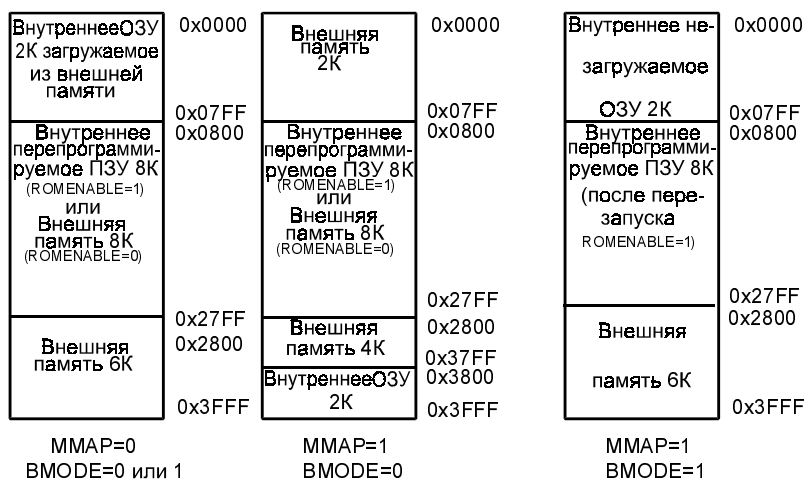 ВнутреннееОЗУ
2К загружаемое
из внешней
памяти
0x0000
0x07FF
0x0800
Внутреннее
перепрограмми-
руемое ПЗУ 8К
(ROMENABLE=1)
или
Внешняя
память 8К
(ROMENABLE=0)
0x27FF
0x2800
Внешняя
память 6К
0x3FFF
MMAP=0
BMODE=0 или 1
Внешняя
память
2К
0x0000
0x07FF
0x0800
Внутреннее
перепрограмми-
руемое ПЗУ 8К
(ROMENABLE=1)
или
Внешняя
память 8К
(ROMENABLE=0)
0x27FF
0x2800
Внешняя
память 4К
0x37FF
0x3800
ВнутреннееОЗУ
2К
0x3FFF
MMAP=1
BMODE=0
Внутреннее не-
загружаемое
ОЗУ 2К
0x0000
0x07FF
0x0800
Внутреннее
перепрограмми-
руемое ПЗУ 8К
(после пере-
запуска
ROMENABLE=1)
0x27FF
0x2800
Внешняя
память 6К
0x3FFF
MMAP=1
BMODE=1